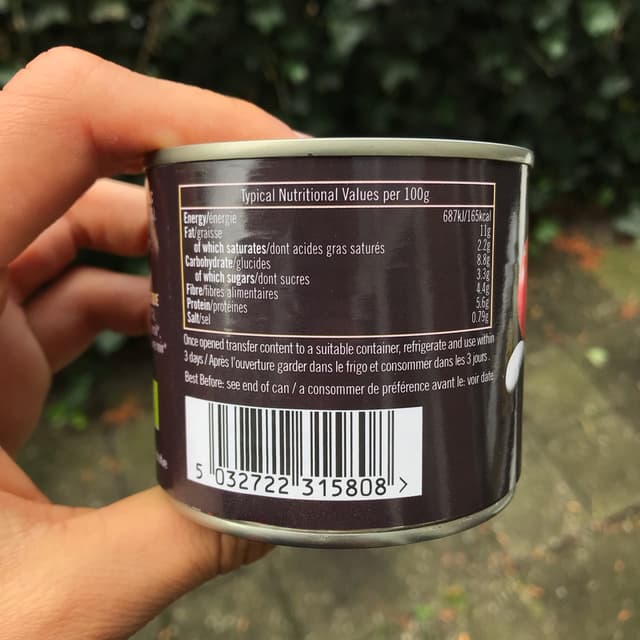 Typical Nutritional Values per 100g
Energy/énergie 687kJ/165kcal
Fat/graisse 11g
of which saturates/dont acides gras saturés 2.2g
Carbohydrate/glucides 8.8g
of which sugars/dont sucres 3.3g
Fibre/fibres alimentaires 4.4g
Protein/protéines 5.6g
Salt/sel 0.79g
Once opened transfer content to a suitable container, refrigerate and use within
3 days / Après l'ouverture garder dans le frigo et consommer dans les 3 jours.
Best Before: see end of can / a consommer de préférence avant le: voir date
5 032722 315808 >